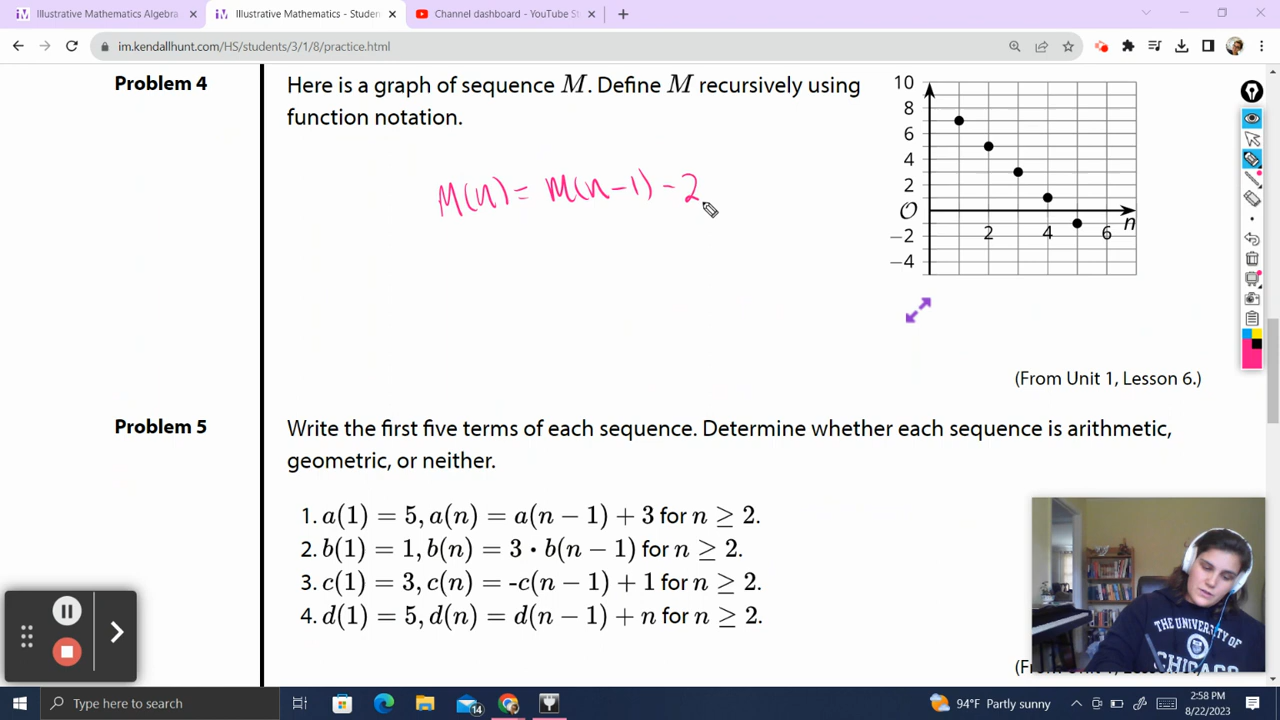 Illustrative Mathematics Algebra
Illustrative Mathematics - Studen
Channel dashboard - YouTube St
im.kendallhunt.com/HS/students/3/1/8/practice.html
Problem 4
Here is a graph of sequence M. Define M recursively using
function notation.
M(n) = M(n-1) -2
10
8
6
4
2
O
-2
-4
2
4
6
n
(From Unit 1, Lesson 6.)
Problem 5
Write the first five terms of each sequence. Determine whether each sequence is arithmetic,
geometric, or neither.
1. a(1) = 5, a(n) = a(n − 1) + 3 for n ≥ 2.
2. b(1) = 1, b(n) = 3 · b(n − 1) for n ≥ 2.
3. c(1) = 3, c(n) = -c(n − 1) + 1 for n ≥ 2.
4. d(1) = 5, d(n) = d(n − 1) + n for n ≥ 2.
THE UNIVERSITY OF
CHICAGO
Type here to search
14
94°F Partly sunny
2:58 PM
8/22/2023